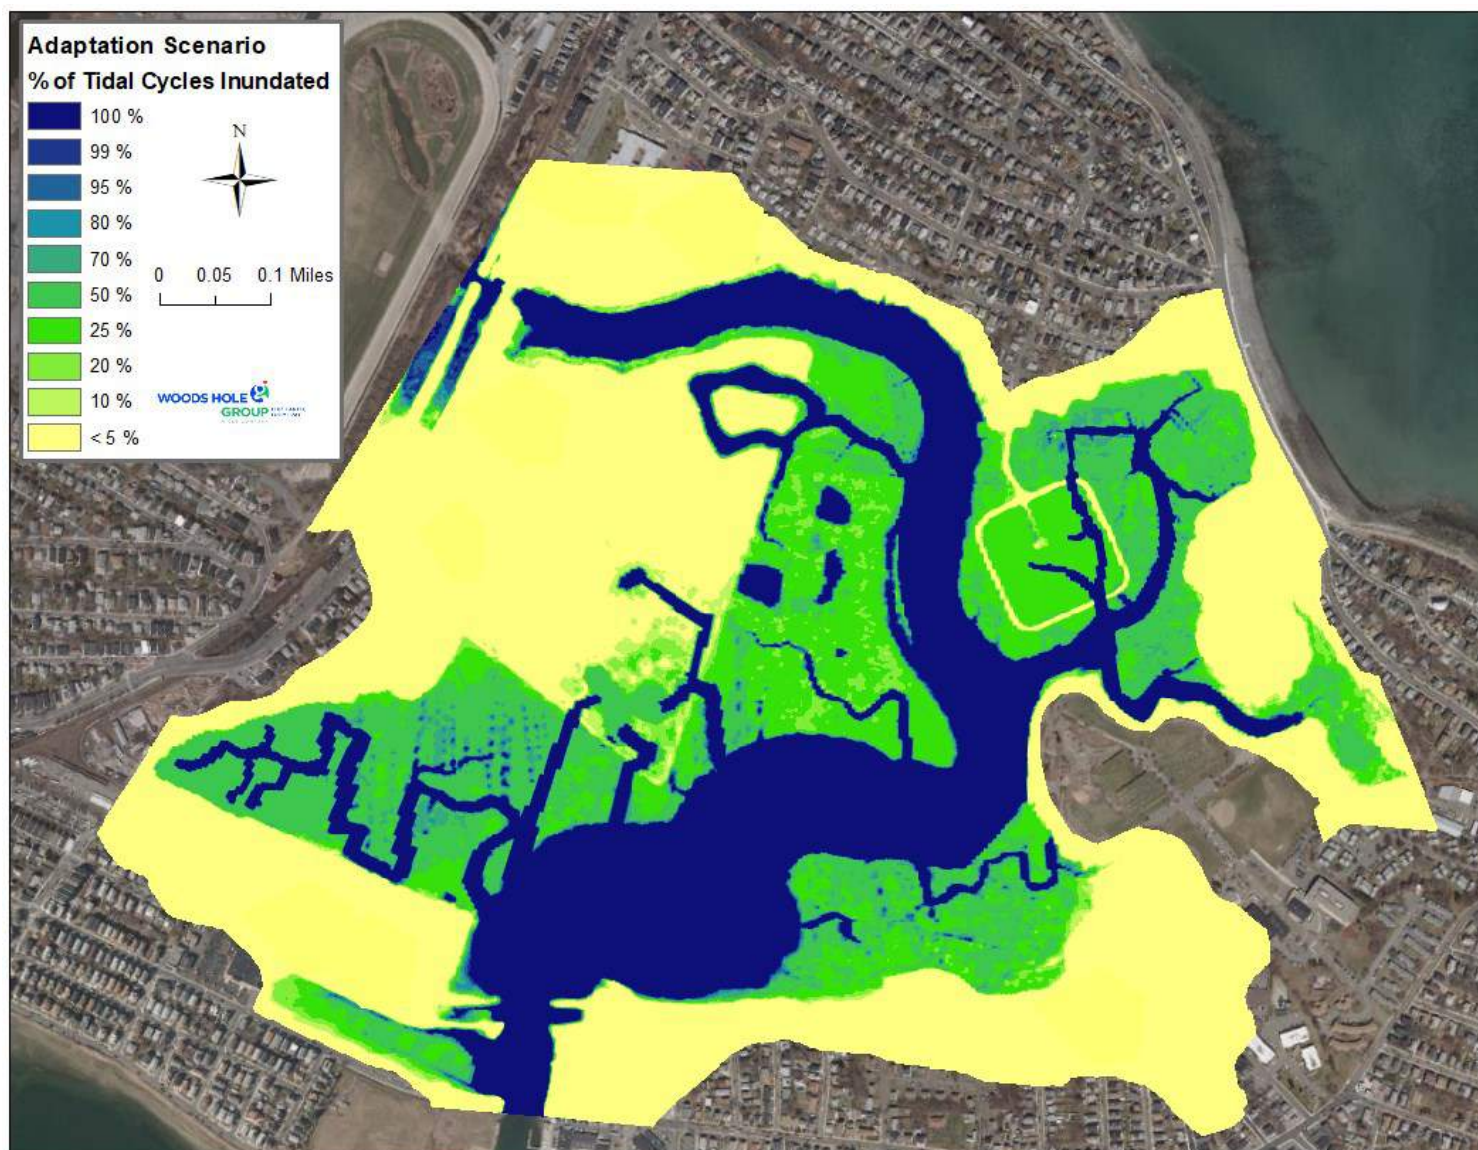 Adaptation Scenario
% of Tidal Cycles Inundated
100 %
99 %
95 %
80 %
70 %
50 %
25 %
20 %
10 %
< 5 %
N
0 0.05 0.1 Miles
WOODS HOLE
GROUP